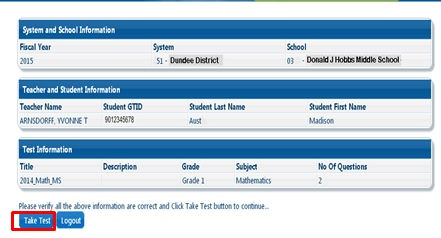 System and School Information
Fiscal Year System School
2015 51 - Dundee District 03 - Donald J Hobbs Middle School
Teacher and Student Information
Teacher Name Student GTID Student Last Name Student First Name
ARNSDORFF, YVONNE T 9012345678 Aust Madison
Test Information
Title Description Grade Subject No Of Questions
2014_Math_MS Grade 1 Mathematics 2
Please verify all the above information are correct and Click Take Test button to continue...
Take Test Logout